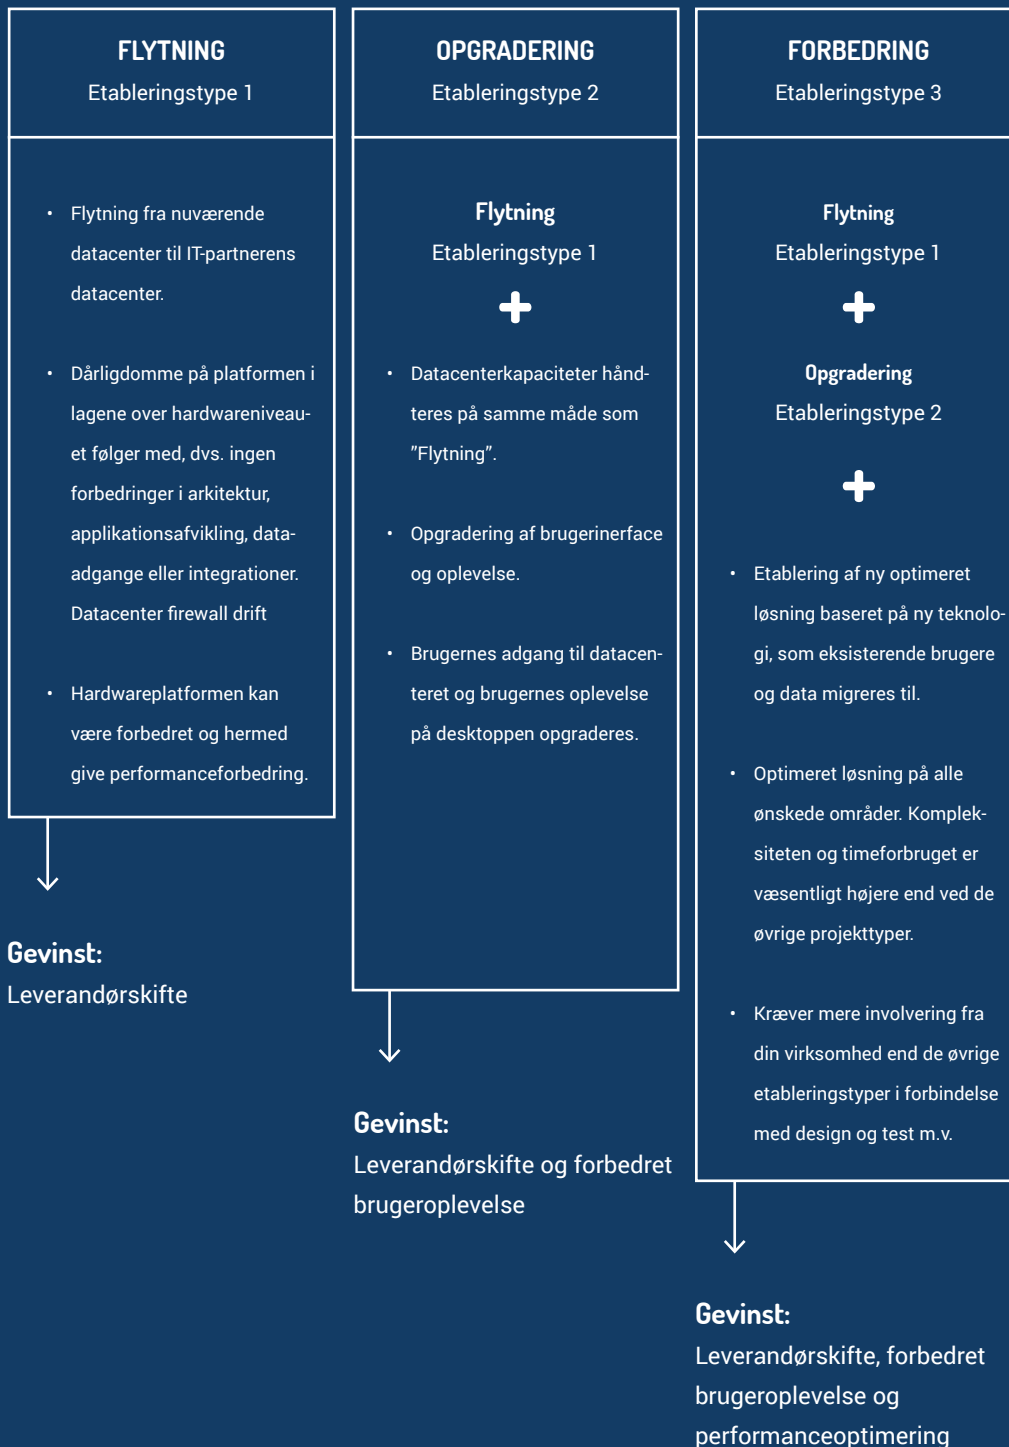 FLYTNING
Etableringstype 1
• Flytning fra nuværende
datacenter til IT-partnerens
datacenter.
• Dårligdomme på platformen i
lagene over hardwareniveau-
et følger med, dvs. ingen
forbedringer i arkitektur,
applikationsafvikling, data-
adgange eller integrationer.
Datacenter firewall drift
• Hardwareplatformen kan
være forbedret og hermed
give performanceforbedring.
Gevinst:
Leverandørskifte
OPGRADERING
Etableringstype 2
Flytning
Etableringstype 1
+
• Datacenterkapaciteter hånd-
teres på samme måde som
”Flytning”.
• Opgradering af brugerinerface
og oplevelse.
• Brugernes adgang til datacen-
teret og brugernes oplevelse
på desktoppen opgraderes.
Gevinst:
Leverandørskifte og forbedret
brugeroplevelse
FORBEDRING
Etableringstype 3
Flytning
Etableringstype 1
+
Opgradering
Etableringstype 2
+
• Etablering af ny optimeret
løsning baseret på ny teknolo-
gi, som eksisterende brugere
og data migreres til.
• Optimeret løsning på alle
ønskede områder. Komplek-
siteten og timeforbruget er
væsentligt højere end ved de
øvrige projekttyper.
• Kræver mere involvering fra
din virksomhed end de øvrige
etableringstyper i forbindelse
med design og test m.v.
Gevinst:
Leverandørskifte, forbedret
brugeroplevelse og
performanceoptimering